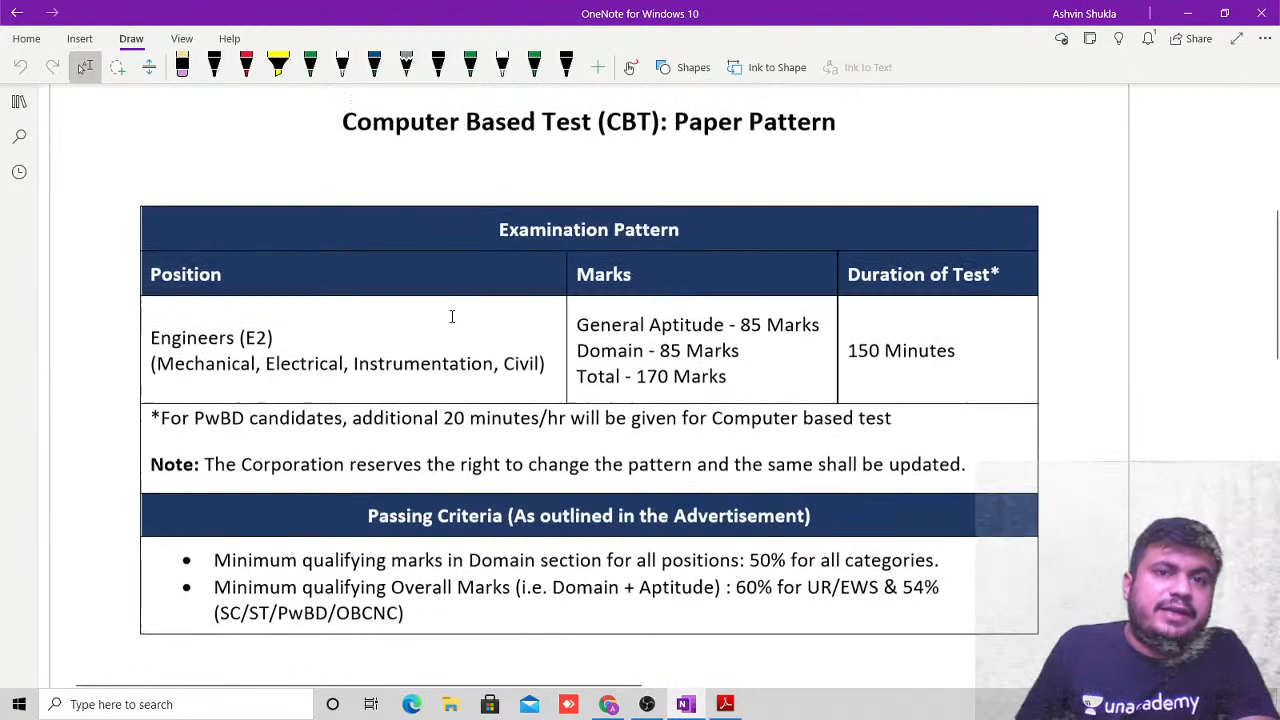 OneNote for Windows 10
Ashvin Shukla
Home Insert Draw View Help
Share
Shapes Ink to Shape Ink to Text
Computer Based Test (CBT): Paper Pattern
Examination Pattern
Position Marks Duration of Test*
Engineers (E2)
(Mechanical, Electrical, Instrumentation, Civil)
General Aptitude - 85 Marks
Domain - 85 Marks
Total - 170 Marks
150 Minutes
*For PwBD candidates, additional 20 minutes/hr will be given for Computer based test
Note: The Corporation reserves the right to change the pattern and the same shall be updated.
Passing Criteria (As outlined in the Advertisement)
• Minimum qualifying marks in Domain section for all positions: 50% for all categories.
• Minimum qualifying Overall Marks (i.e. Domain + Aptitude) : 60% for UR/EWS & 54%
(SC/ST/PwBD/OBCNC)
unacademy
Type here to search